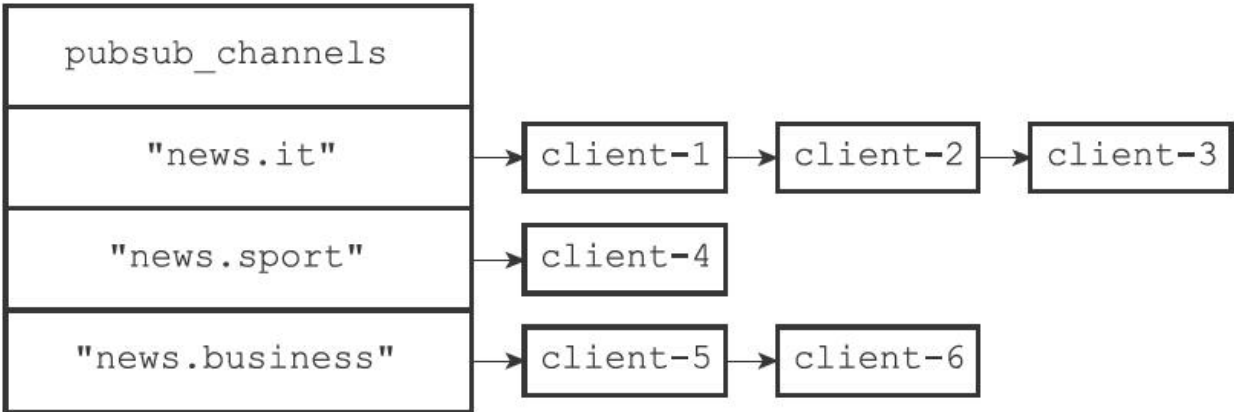 pubsub_channels
"news.it" client-1 client-2 client-3
"news.sport" client-4
"news.business" client-5 client-6